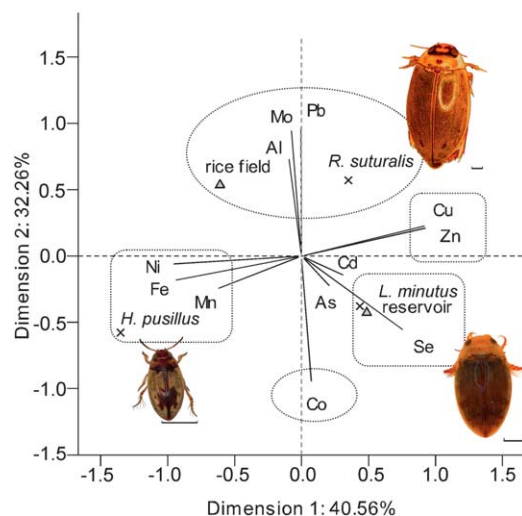 1.5
1.0
0.5
0.0
-0.5
-1.0
-1.5
Dimension 2: 32.26%
Mo
Pb
Al
rice field
R. suturalis
Cu
Zn
Ni
Fe
Mn
H. pusillus
Cd
As
L. minutus
reservoir
Se
Co
-1.5
-1.0
-0.5
0.0
0.5
1.0
1.5
Dimension 1: 40.56%